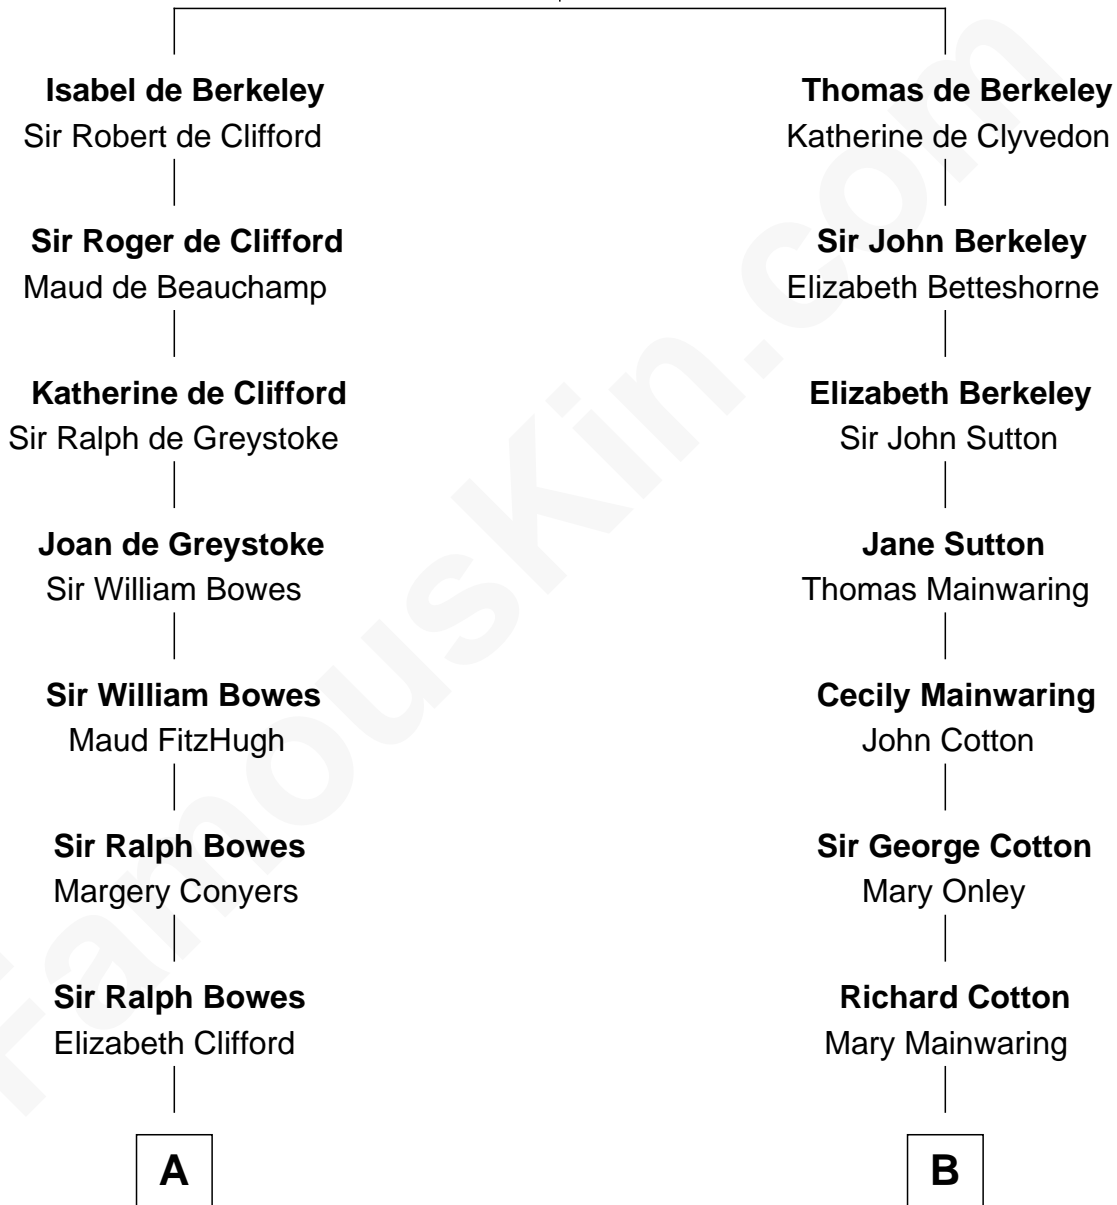 Isabel de Berkeley
Sir Robert de Clifford
Sir Roger de Clifford
Maud de Beauchamp
Katherine de Clifford
Sir Ralph de Greystoke
Joan de Greystoke
Sir William Bowes
Sir William Bowes
Maud FitzHugh
Sir Ralph Bowes
Margery Conyers
Sir Ralph Bowes
Elizabeth Clifford
A
Thomas de Berkeley
Katherine de Clyvedon
Sir John Berkeley
Elizabeth Betteshorne
Elizabeth Berkeley
Sir John Sutton
Jane Sutton
Thomas Mainwaring
Cecily Mainwaring
John Cotton
Sir George Cotton
Mary Onley
Richard Cotton
Mary Mainwaring
B
FamousKin.com